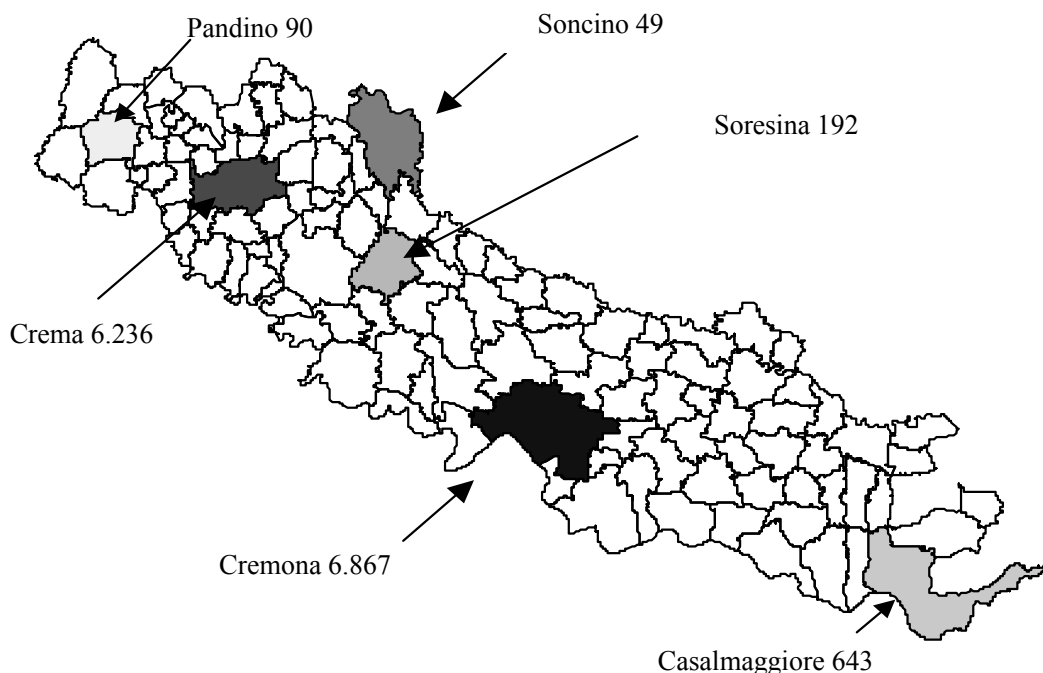 Pandino 90
Soncino 49
Soresina 192
Crema 6.236
Cremona 6.867
Casalmaggiore 643